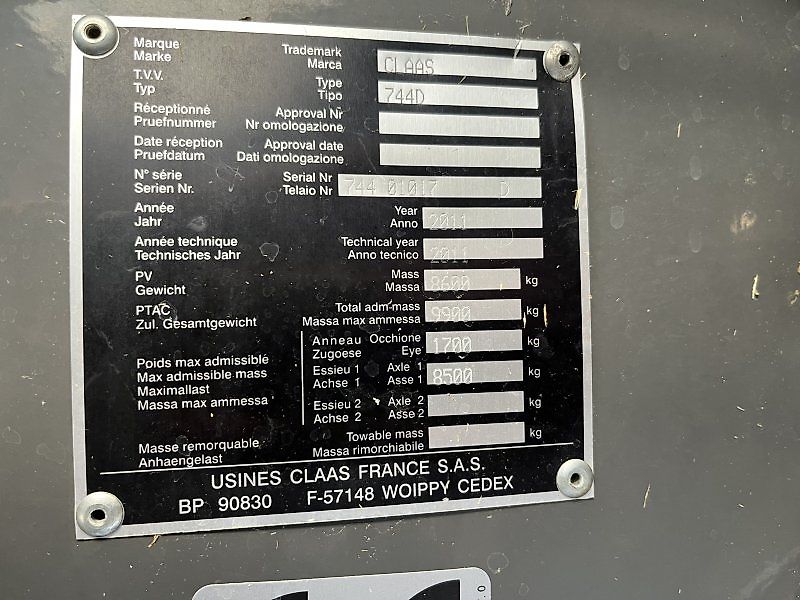 Marque Trademark
Marke Marca CLAAS
T.V.V. Type
Typ Tipo 744D
Réceptionné Approval Nr
Pruefnummer Nr omologazione
Date réception Approval date
Pruefdatum Dati omologazione
N° série Serial Nr
Serien Nr. Telaio Nr 744 01017 D
Année Year
Jahr Anno 2011
Année technique Technical year
Technisches Jahr Anno tecnico 2011
PV Mass
Gewicht Massa 8600 kg
PTAC Total adm-mass
Zul. Gesamtgewicht Massa max ammessa 9900 kg
Poids max admissible
Max admissible mass
Maximallast
Massa max ammessa
Anneau Occhione
Zugoese Eye 1700 kg
Essieu 1 Axle 1
Achse 1 Asse 1 8500 kg
Essieu 2 Axle 2
Achse 2 Asse 2 kg
Masse remorquable Towable mass
Anhaengelast Massa rimorchiabile kg
USINES CLAAS FRANCE S.A.S.
BP 90830 F-57148 WOIPPY CEDEX